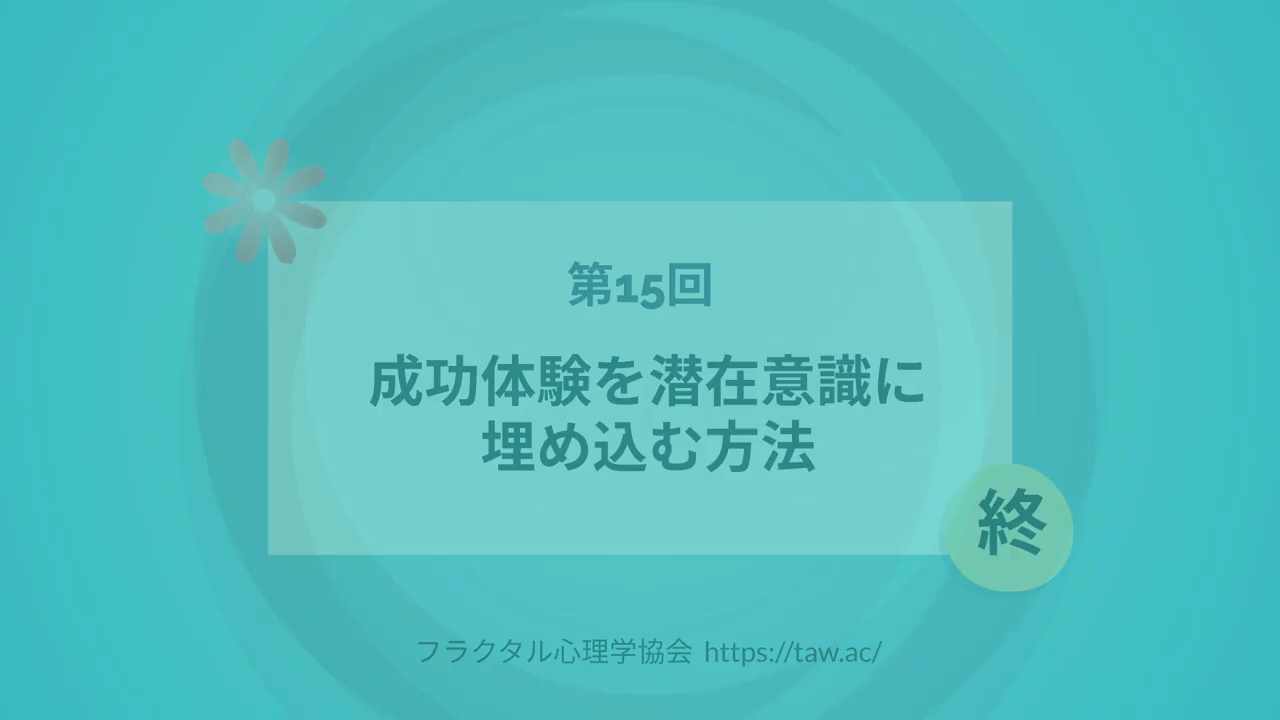 第15回
成功体験を潜在意識に
埋め込む方法
終
フラクタル心理学協会 https://taw.ac/